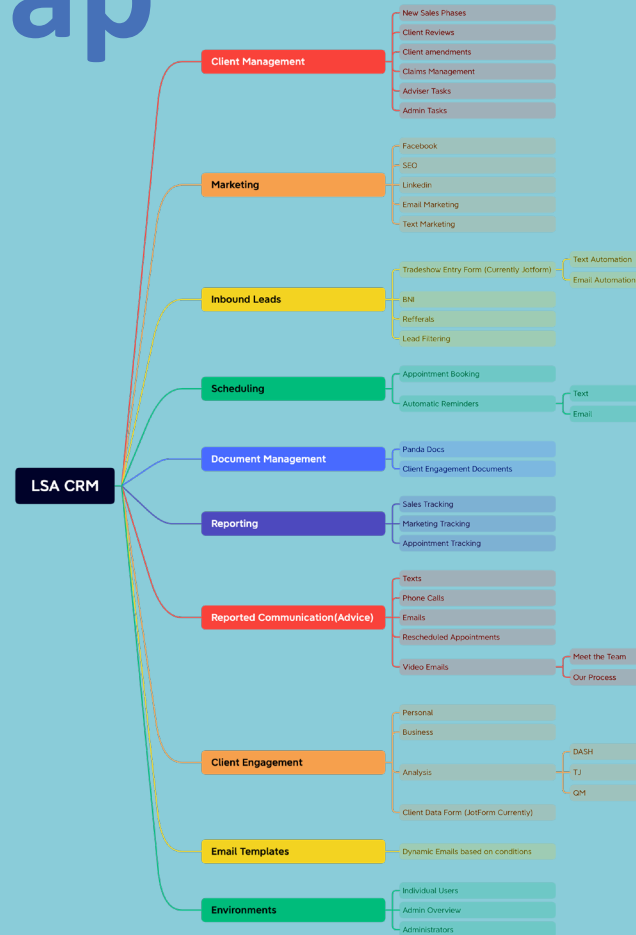 ap
New Sales Phases
Client Reviews
Client Management
Client amendments
Claims Management
Adviser Tasks
Admin Tasks
Facebook
SEO
Marketing
Linkedin
Email Marketing
Text Marketing
Text Automation
Tradeshow Entry Form (Currently Jotform)
Email Automation
Inbound Leads
BNI
Refferals
Lead Filtering
Appointment Booking
Scheduling
Text
Automatic Reminders
Email
Panda Docs
Document Management
Client Engagement Documents
LSA CRM
Sales Tracking
Reporting
Marketing Tracking
Appointment Tracking
Texts
Phone Calls
Reported Communication(Advice)
Emails
Rescheduled Appointments
Meet the Team
Video Emails
Our Process
Personal
Business
DASH
Client Engagement
Analysis
TJ
QM
Client Data Form (JotForm Currently)
Email Templates
Dynamic Emails based on conditions
Individual Users
Environments
Admin Overview
Administrators